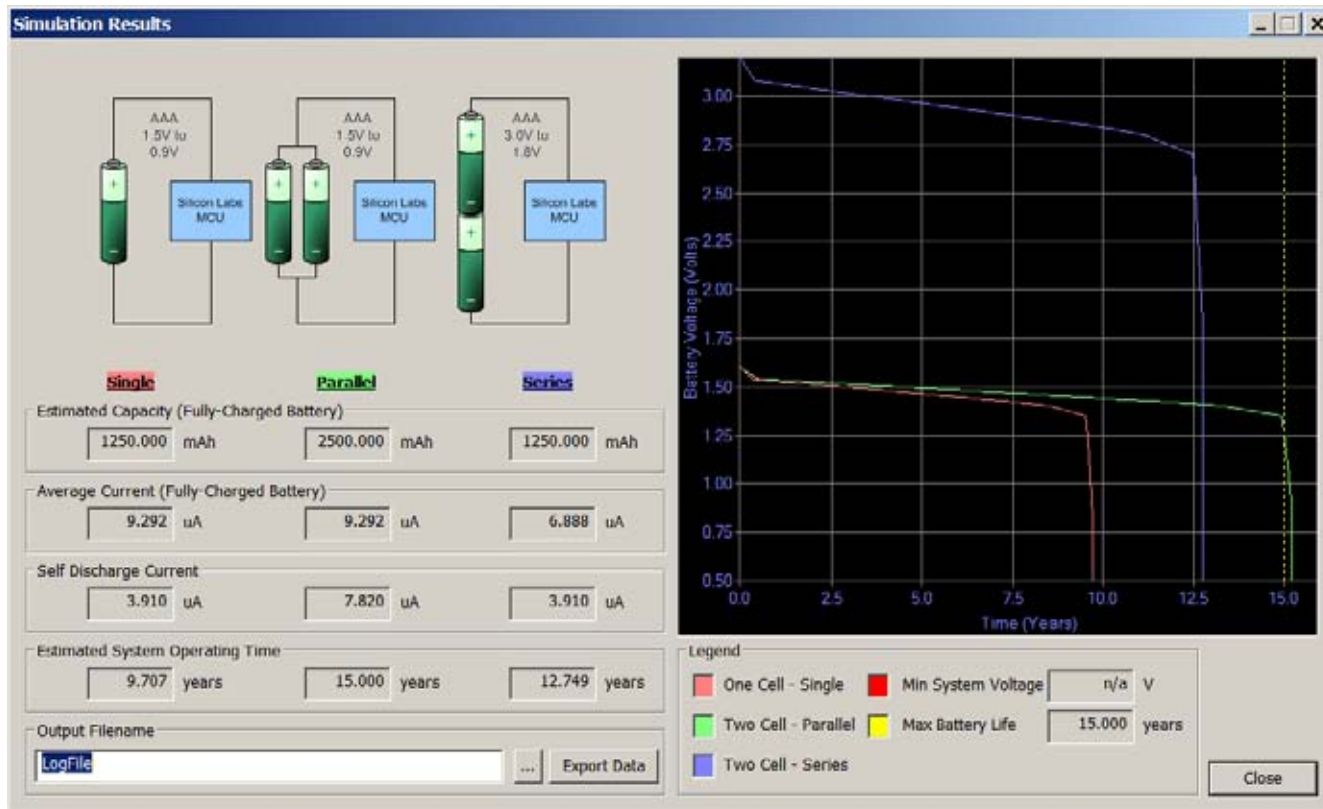 Simulation Results
AAA
1.5V to
0.9V
Silicon Labs
MCU
AAA
1.5V to
0.9V
Silicon Labs
MCU
AAA
3.0V to
1.8V
Silicon Labs
MCU
+
-
+
-
+
-
+
-
+
-
Single Parallel Series
Estimated Capacity (Fully-Charged Battery)
1250.000 mAh 2500.000 mAh 1250.000 mAh
Average Current (Fully-Charged Battery)
9.292 uA 9.292 uA 6.888 uA
Self Discharge Current
3.910 uA 7.820 uA 3.910 uA
Estimated System Operating Time
9.707 years 15.000 years 12.749 years
Output Filename
LogFile ... Export Data
Battery Voltage (Volts)
3.00
2.75
2.50
2.25
2.00
1.75
1.50
1.25
1.00
0.75
0.50
0.0 2.5 5.0 7.5 10.0 12.5 15.0
Time (Years)
Legend
One Cell - Single Min System Voltage n/a V
Two Cell - Parallel Max Battery Life 15.000 years
Two Cell - Series
Close